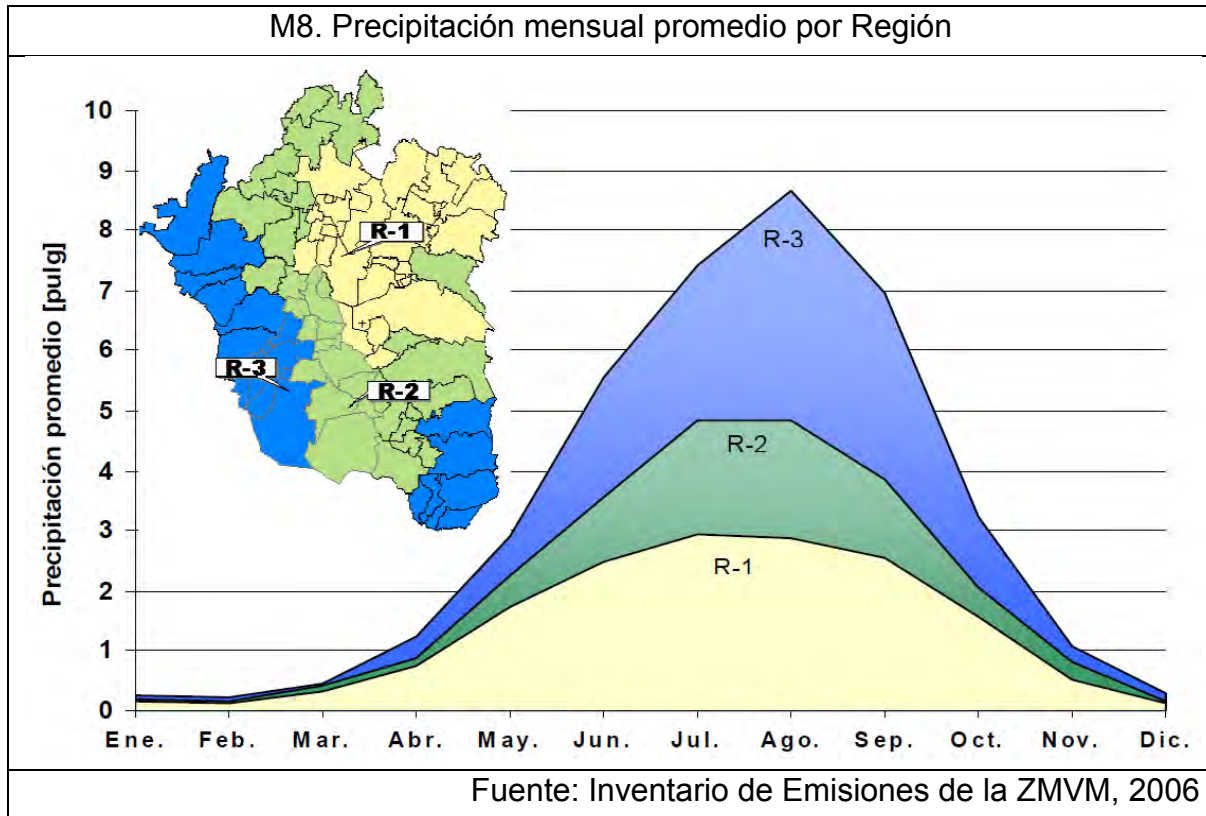 M8. Precipitación mensual promedio por Región
Precipitación promedio [pulg]
10
9
8
7
6
5
4
3
2
1
0
R-1
R-3
R-2
R-3
R-2
R-1
Ene. Feb. Mar. Abr. May. Jun. Jul. Ago. Sep. Oct. Nov. Dic.
Fuente: Inventario de Emisiones de la ZMVM, 2006